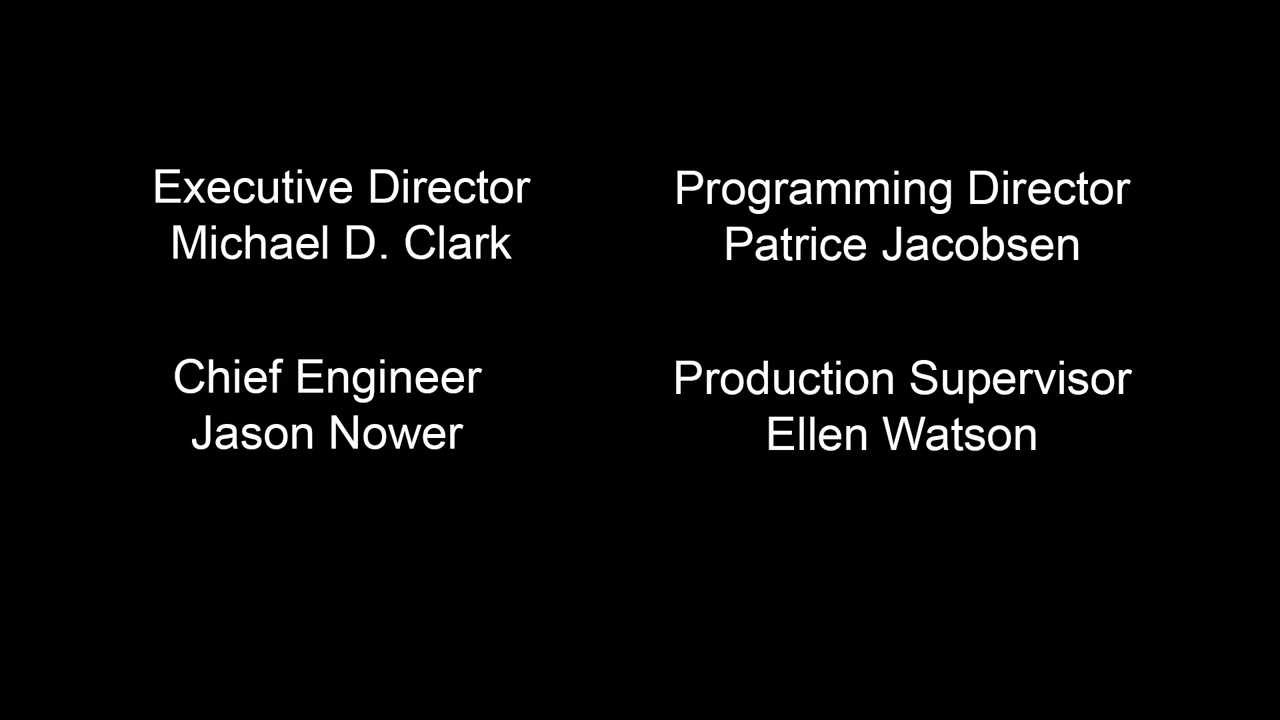 Executive Director
Michael D. Clark
Programming Director
Patrice Jacobsen
Chief Engineer
Jason Nower
Production Supervisor
Ellen Watson